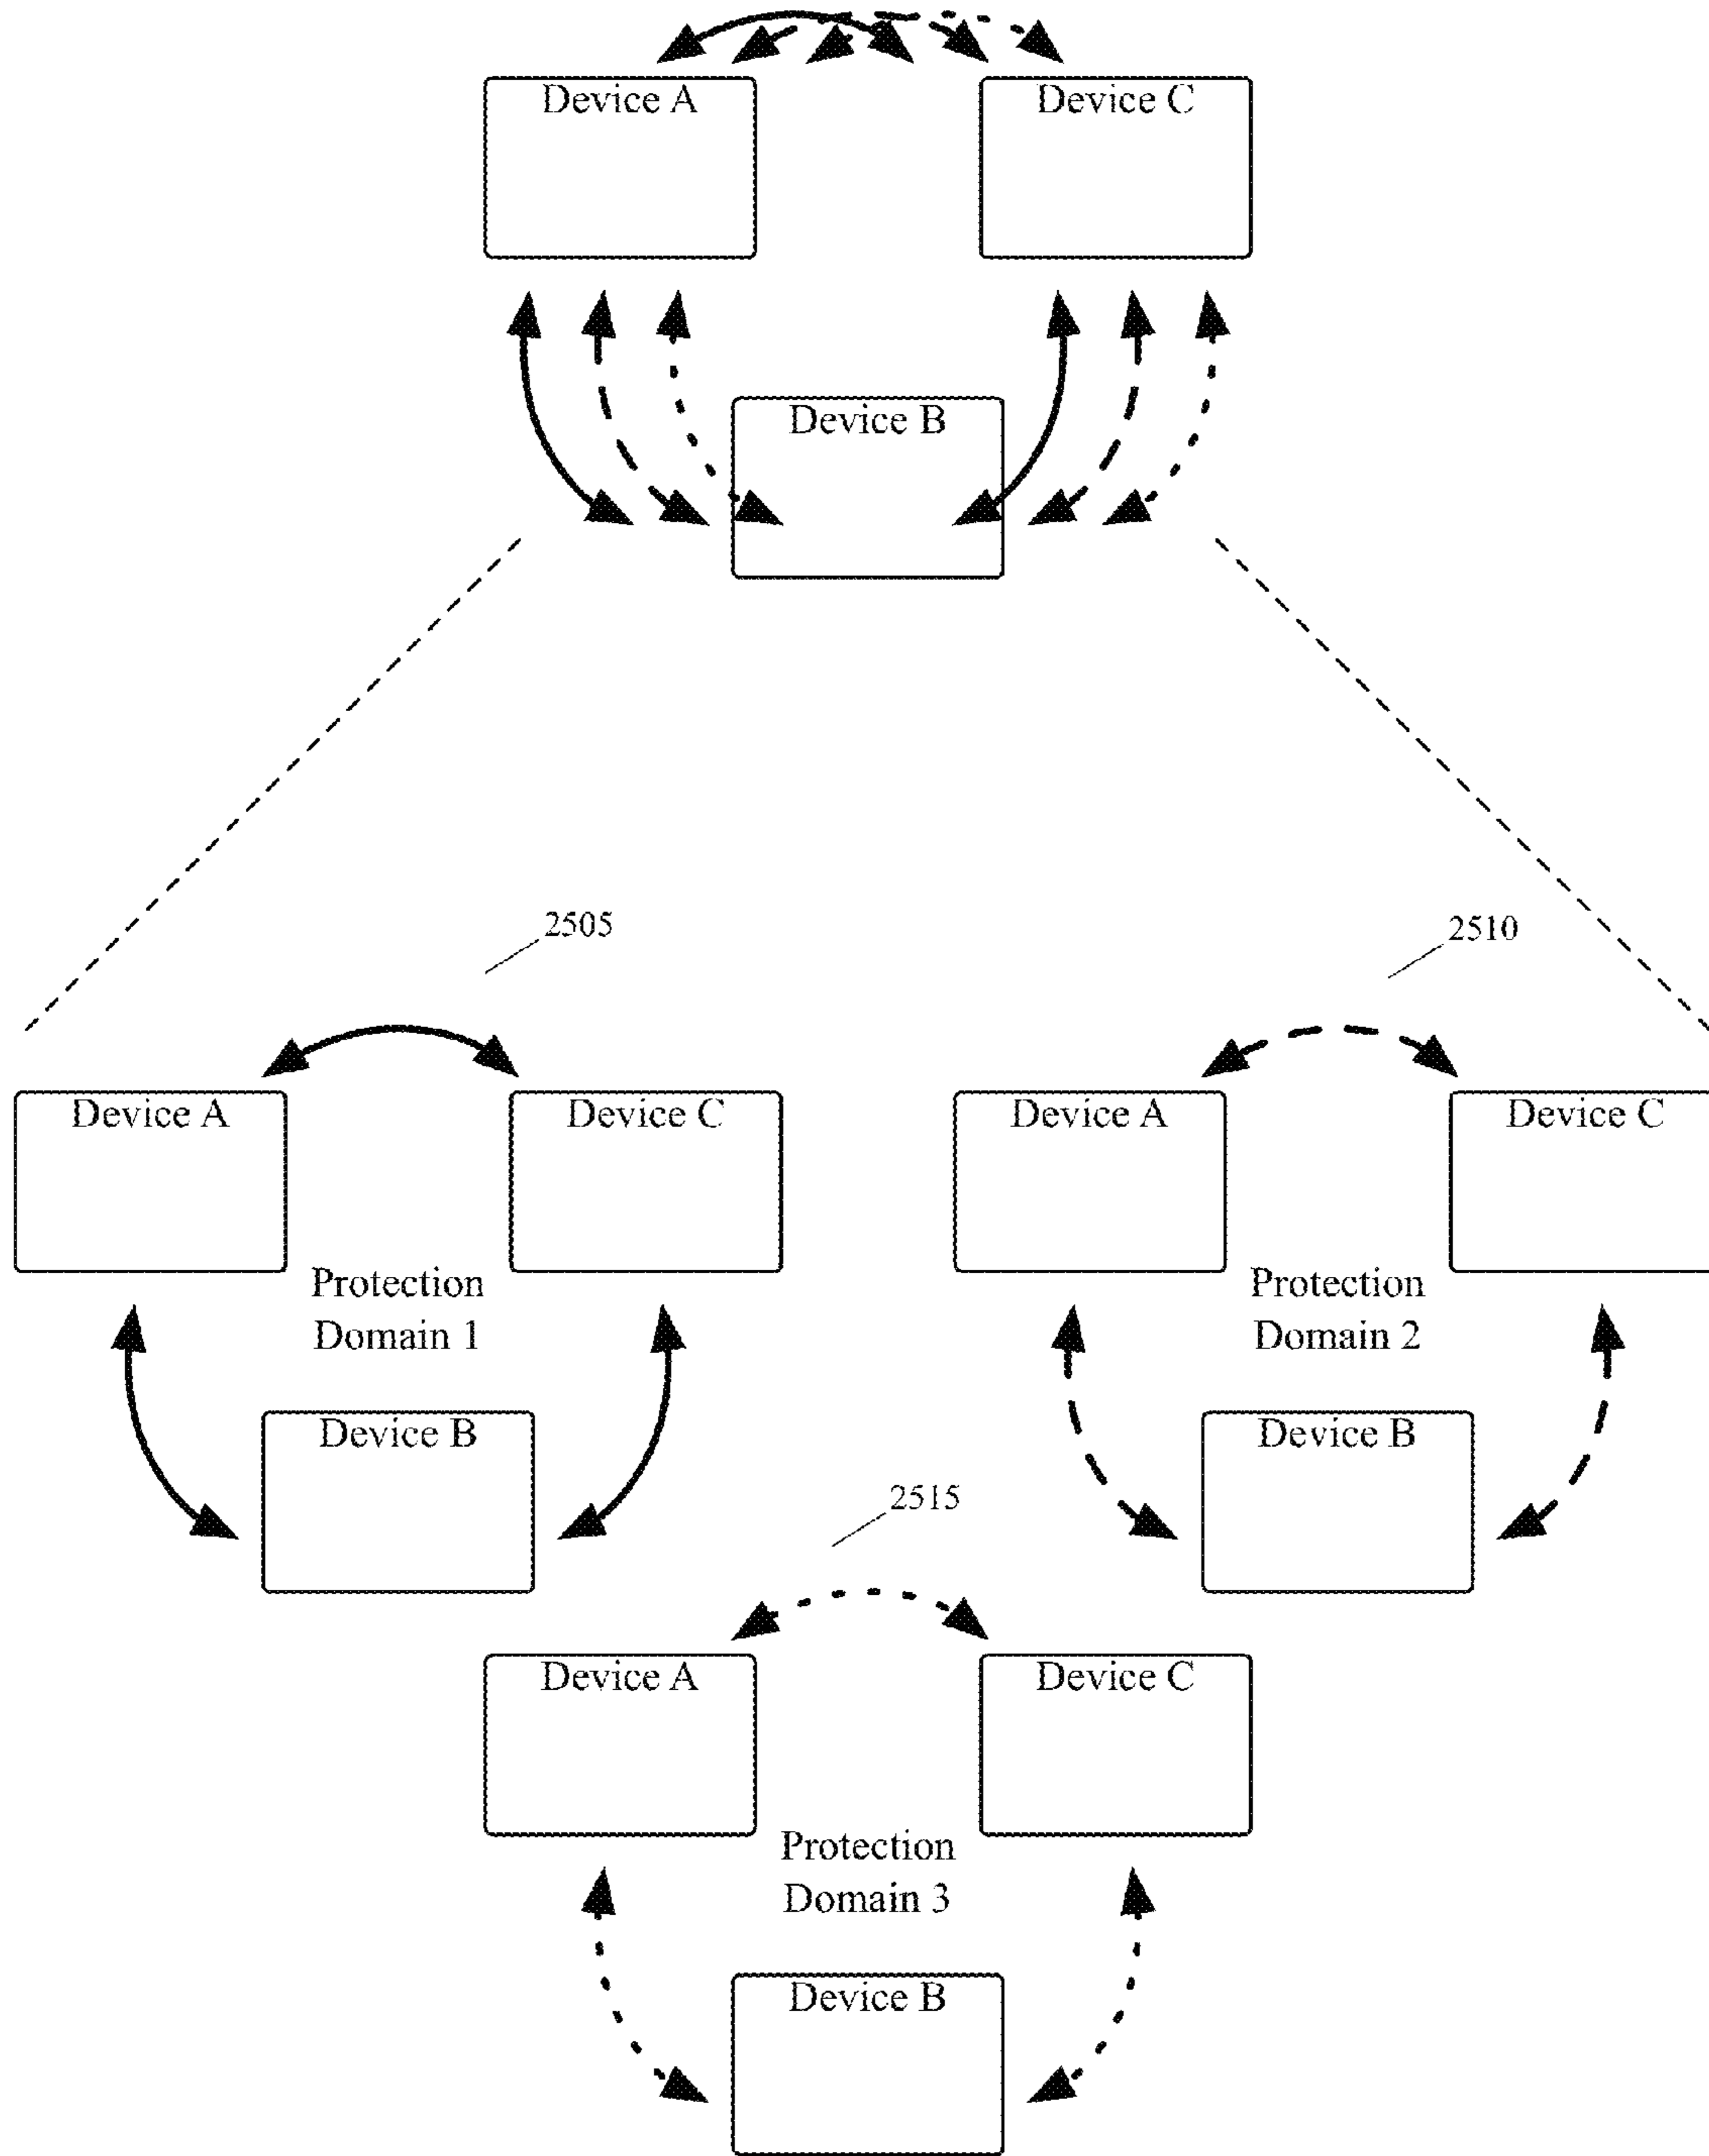 Device A
Device C
Device B
2505
2510
Device A
Device C
Device A
Device C
Protection
Domain 1
Protection
Domain 2
Device B
Device B
2515
Device A
Device C
Protection
Domain 3
Device B